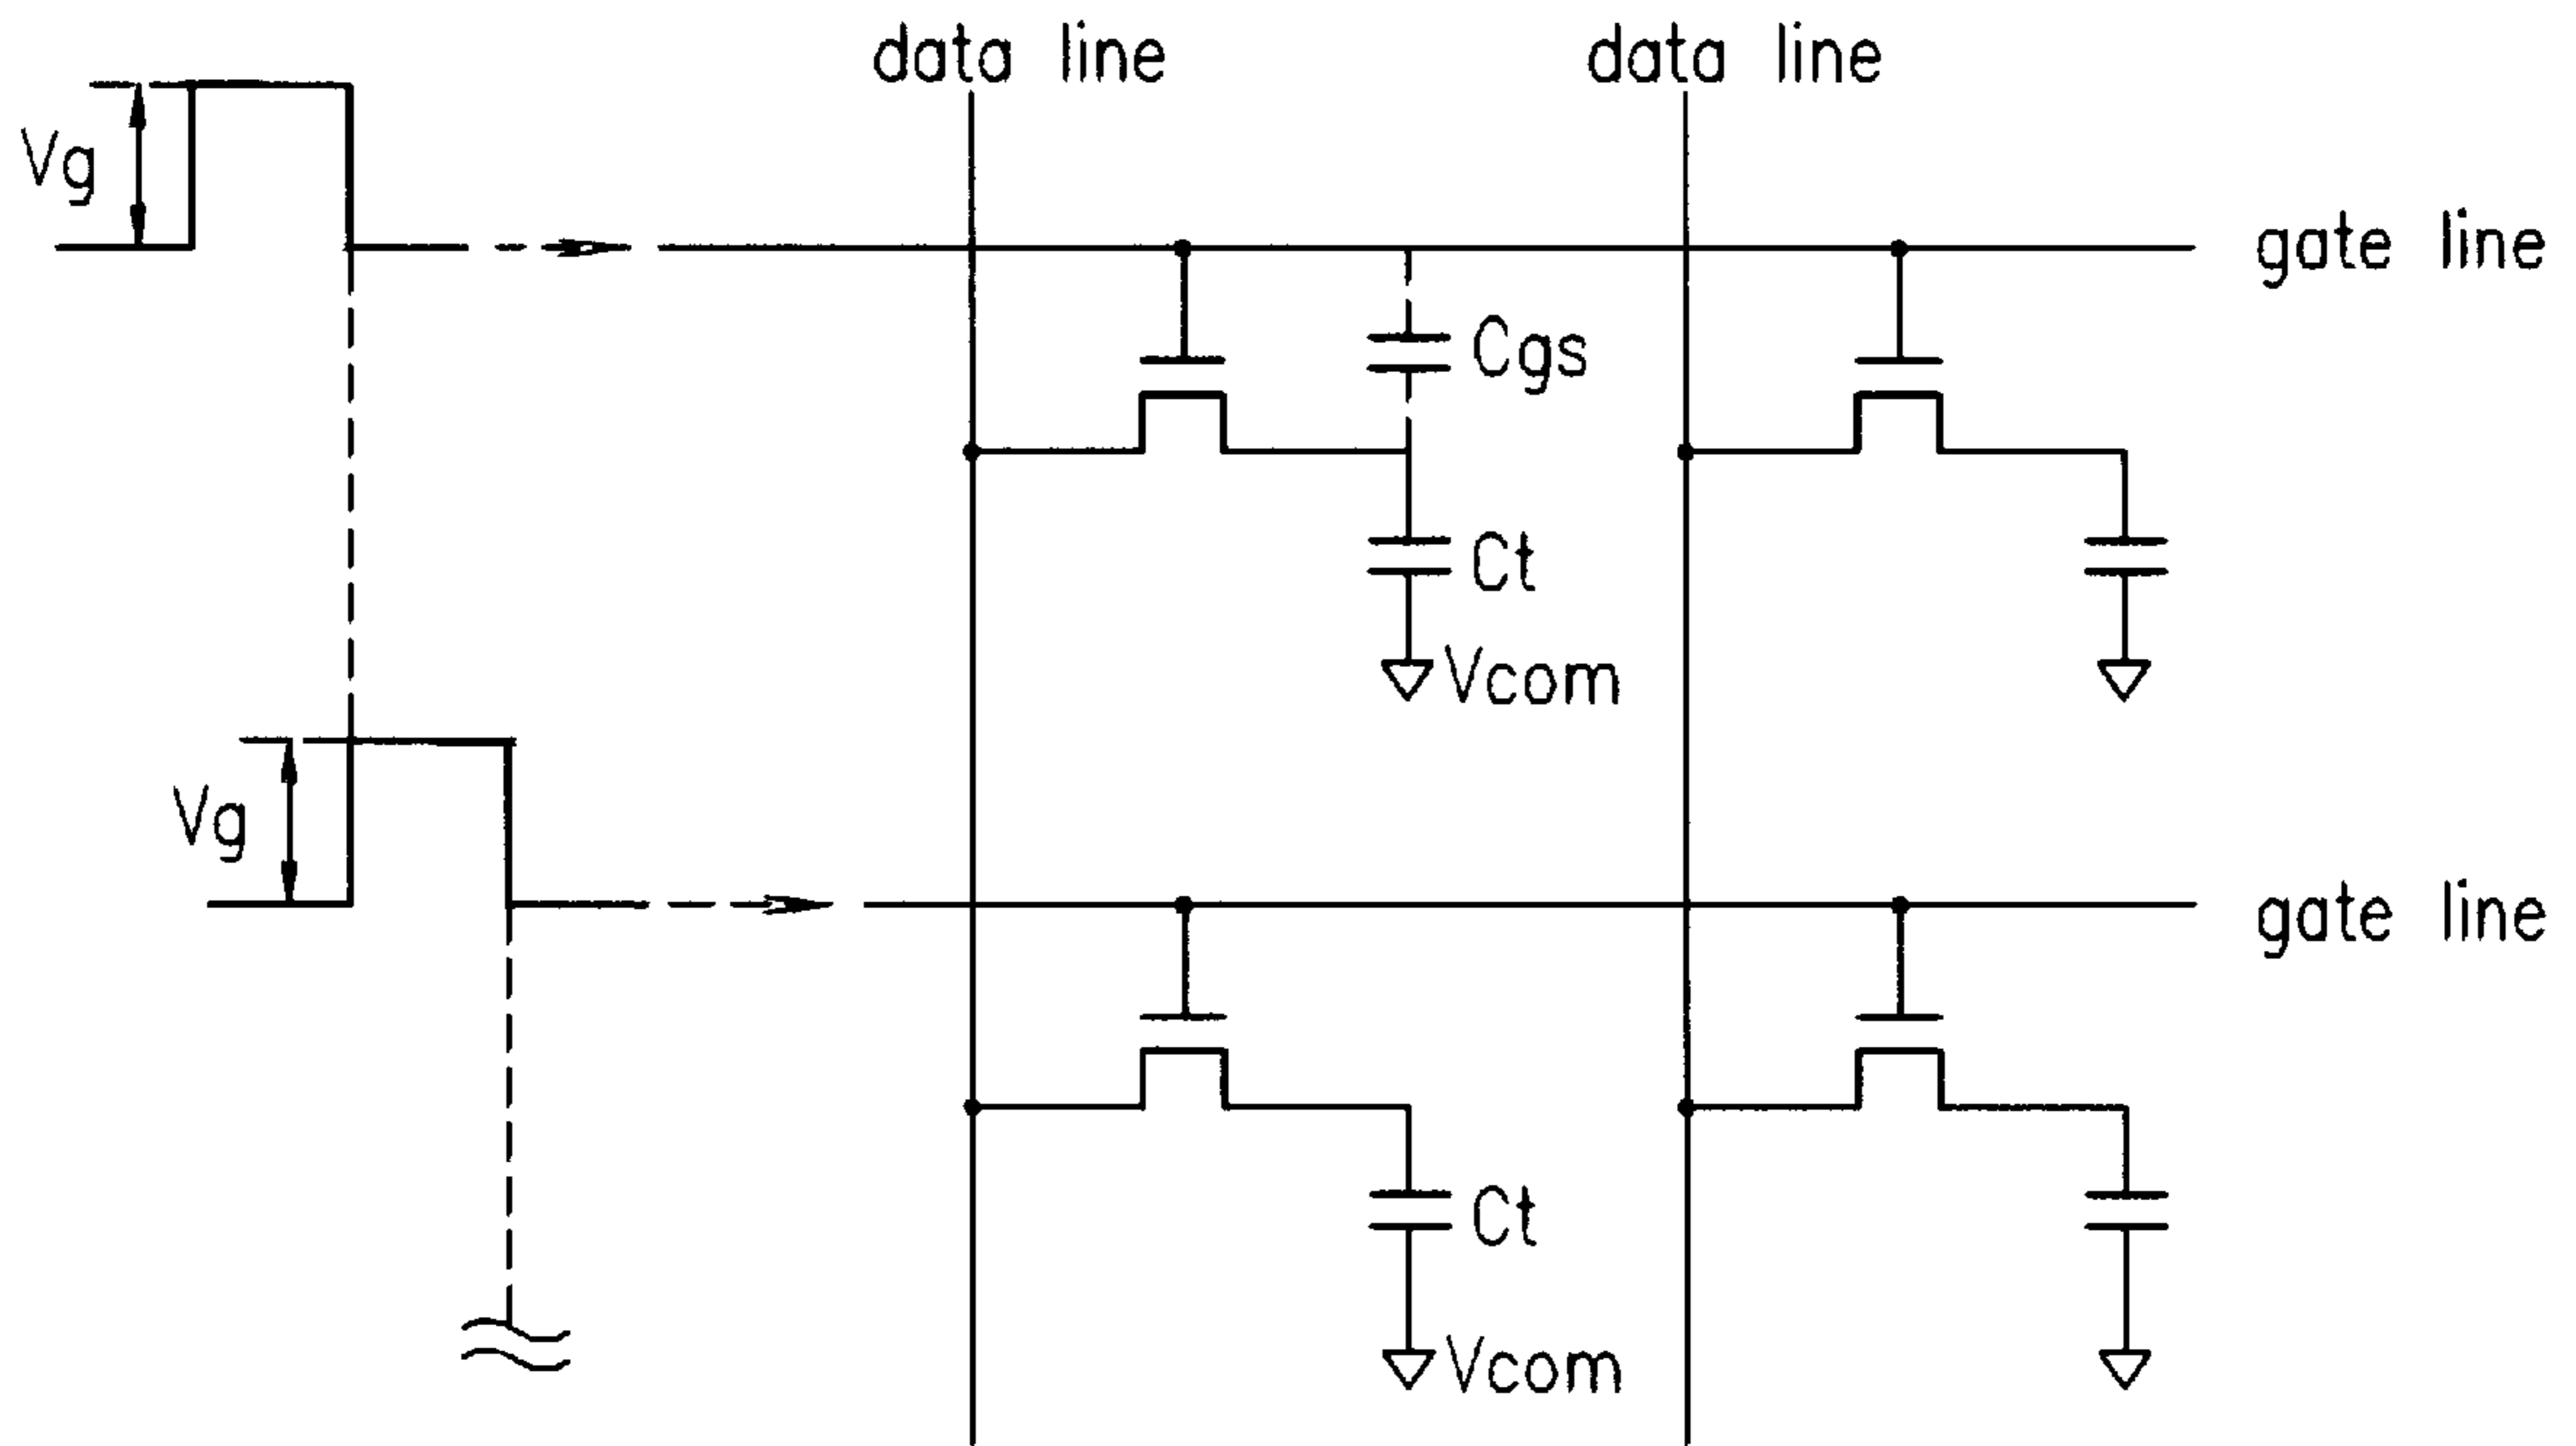 data line
data line
Vg
gate line
Cgs
Ct
Vcom
Vg
gate line
Ct
Vcom